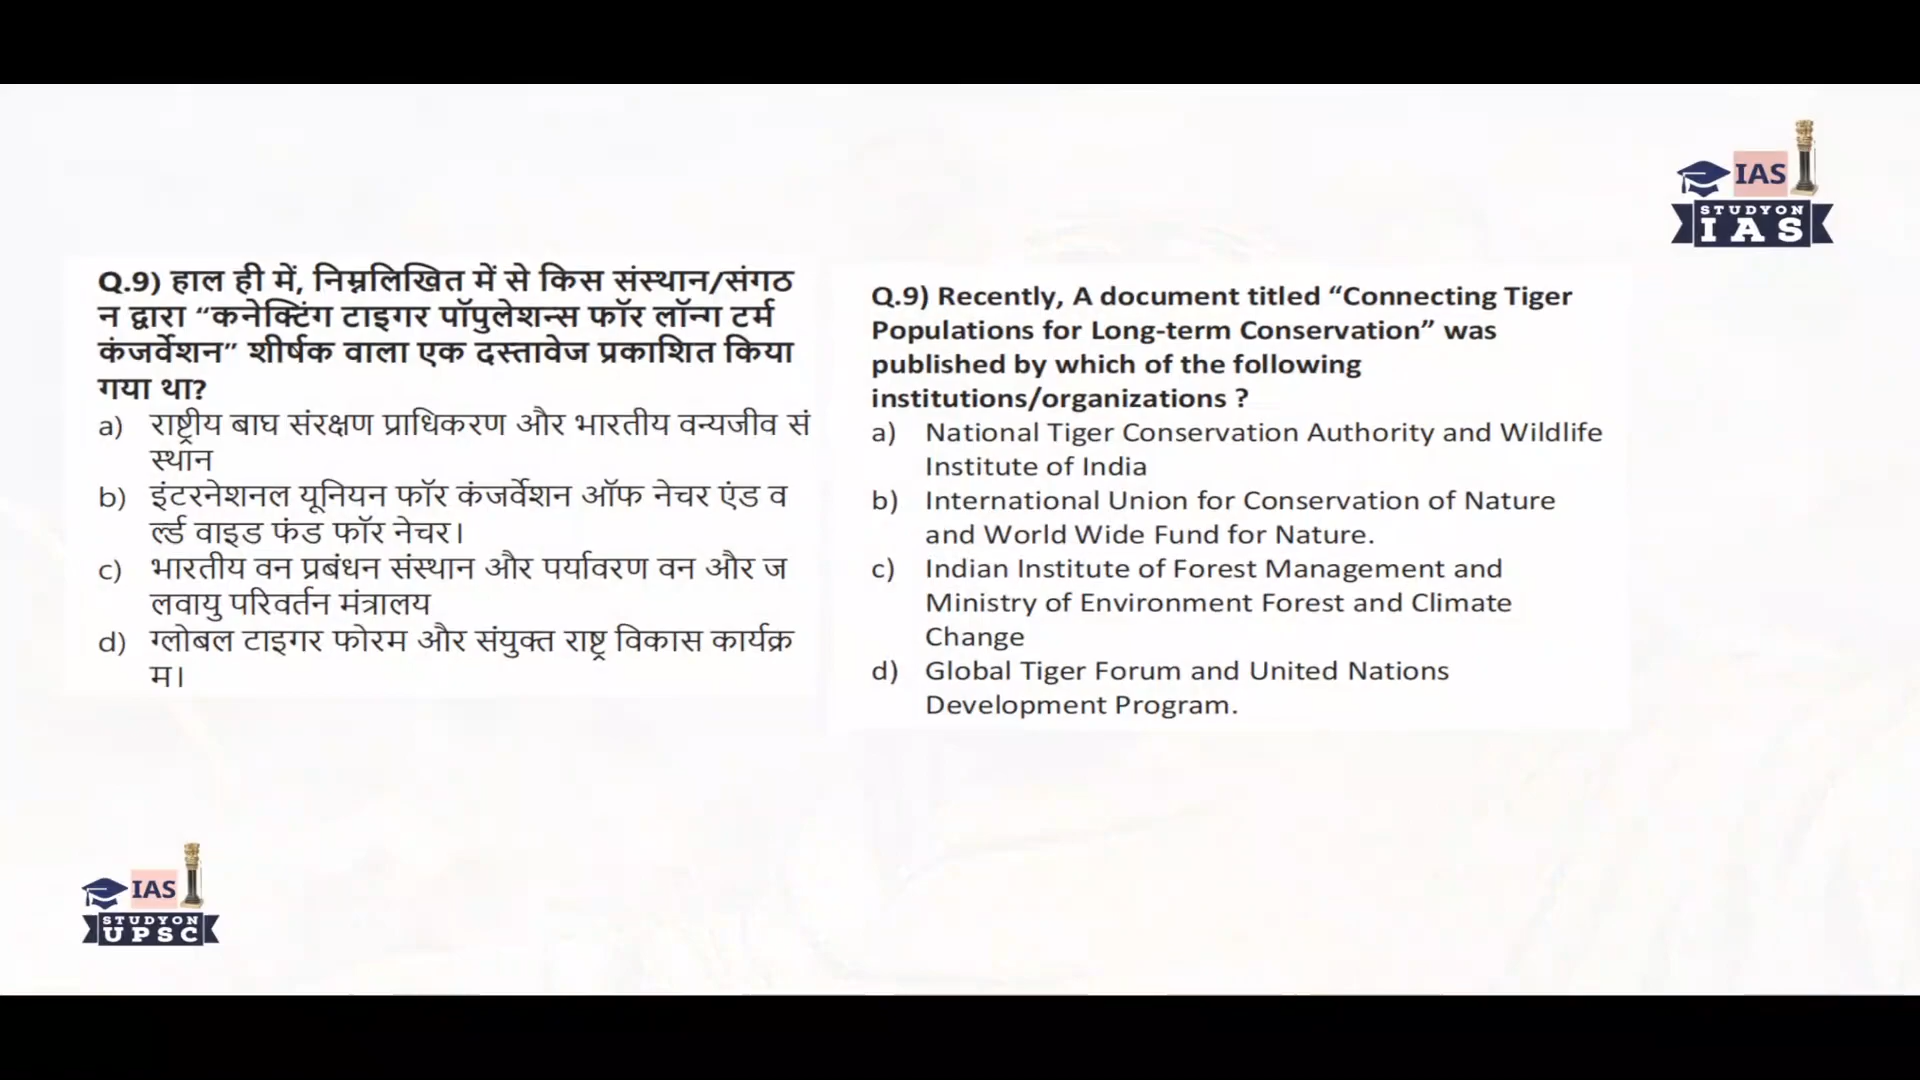 IAS
STUDYON
IAS
Q.9) हाल ही में, निम्नलिखित में से किस संस्थान/संगठ
न द्वारा “कनेक्टिंग टाइगर पॉपुलेशन्स फॉर लॉन्ग टर्म
कंजर्वेशन” शीर्षक वाला एक दस्तावेज प्रकाशित किया
गया था?
a) राष्ट्रीय बाघ संरक्षण प्राधिकरण और भारतीय वन्यजीव सं
स्थान
b) इंटरनेशनल यूनियन फॉर कंजर्वेशन ऑफ नेचर एंड व
र्ल्ड वाइड फंड फॉर नेचर।
c) भारतीय वन प्रबंधन संस्थान और पर्यावरण वन और ज
लवायु परिवर्तन मंत्रालय
d) ग्लोबल टाइगर फोरम और संयुक्त राष्ट्र विकास कार्यक्र
म।
Q.9) Recently, A document titled “Connecting Tiger
Populations for Long-term Conservation” was
published by which of the following
institutions/organizations ?
a) National Tiger Conservation Authority and Wildlife
Institute of India
b) International Union for Conservation of Nature
and World Wide Fund for Nature.
c) Indian Institute of Forest Management and
Ministry of Environment Forest and Climate
Change
d) Global Tiger Forum and United Nations
Development Program.
IAS
STUDYON
UPSC